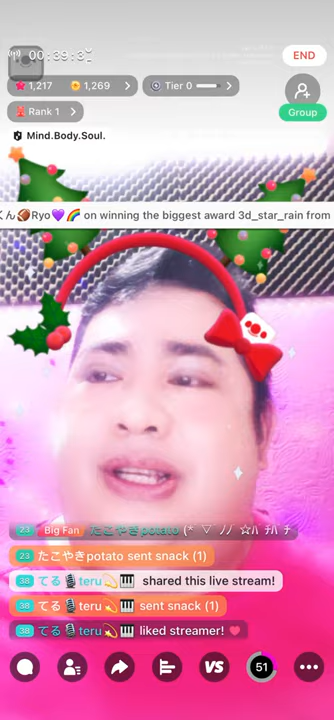 00:39:3
END
1,217 1,269 > Tier 0 >
Rank 1 >
Group
Mind.Body.Soul.
くん🏈Ryo💜🌈 on winning the biggest award 3d_star_rain from
23 Big Fan たこやきpotato (* ▽ ﾉﾉ ☆ﾊ ﾁﾊ ﾁ
23 たこやきpotato sent snack (1)
38 てる🎙teru💫🎹 shared this live stream!
38 てる🎙teru💫🎹 sent snack (1)
38 てる🎙teru💫🎹 liked streamer! ❤
VS 51